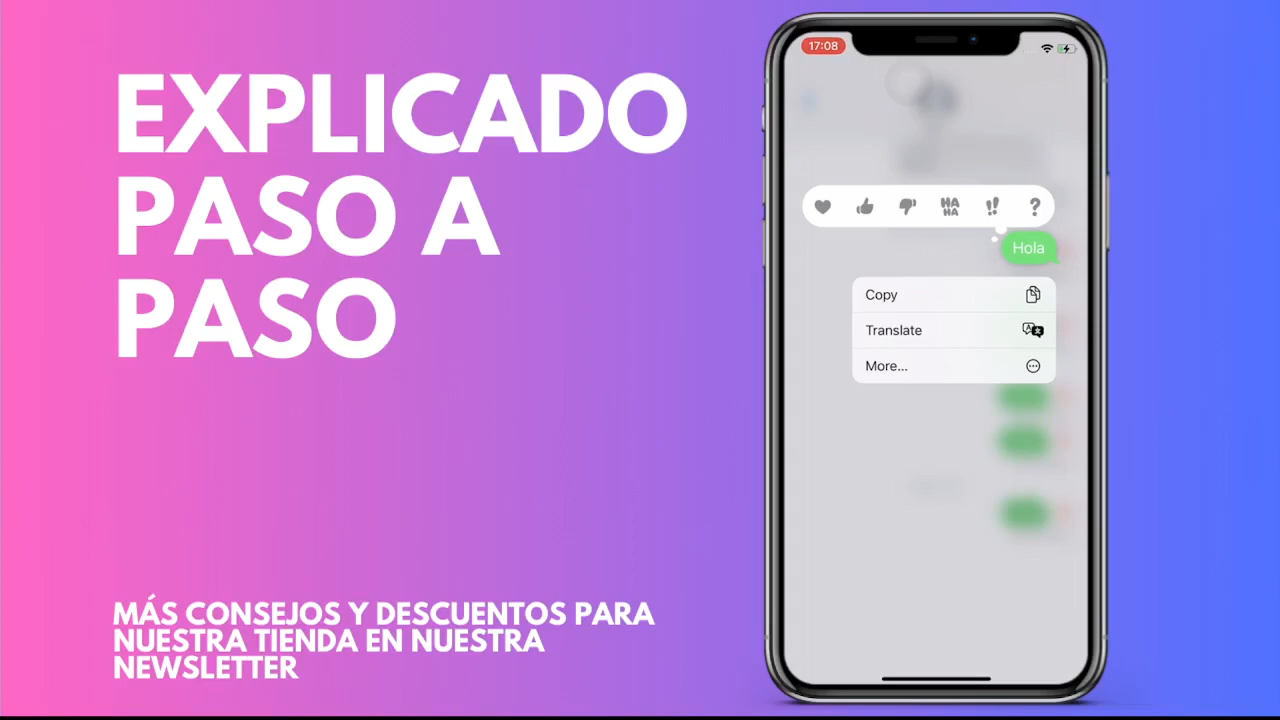 EXPLICADO
PASO A
PASO
MÁS CONSEJOS Y DESCUENTOS PARA
NUESTRA TIENDA EN NUESTRA
NEWSLETTER
17:08
HA
HA
!!
?
Hola
Copy
Translate
More...